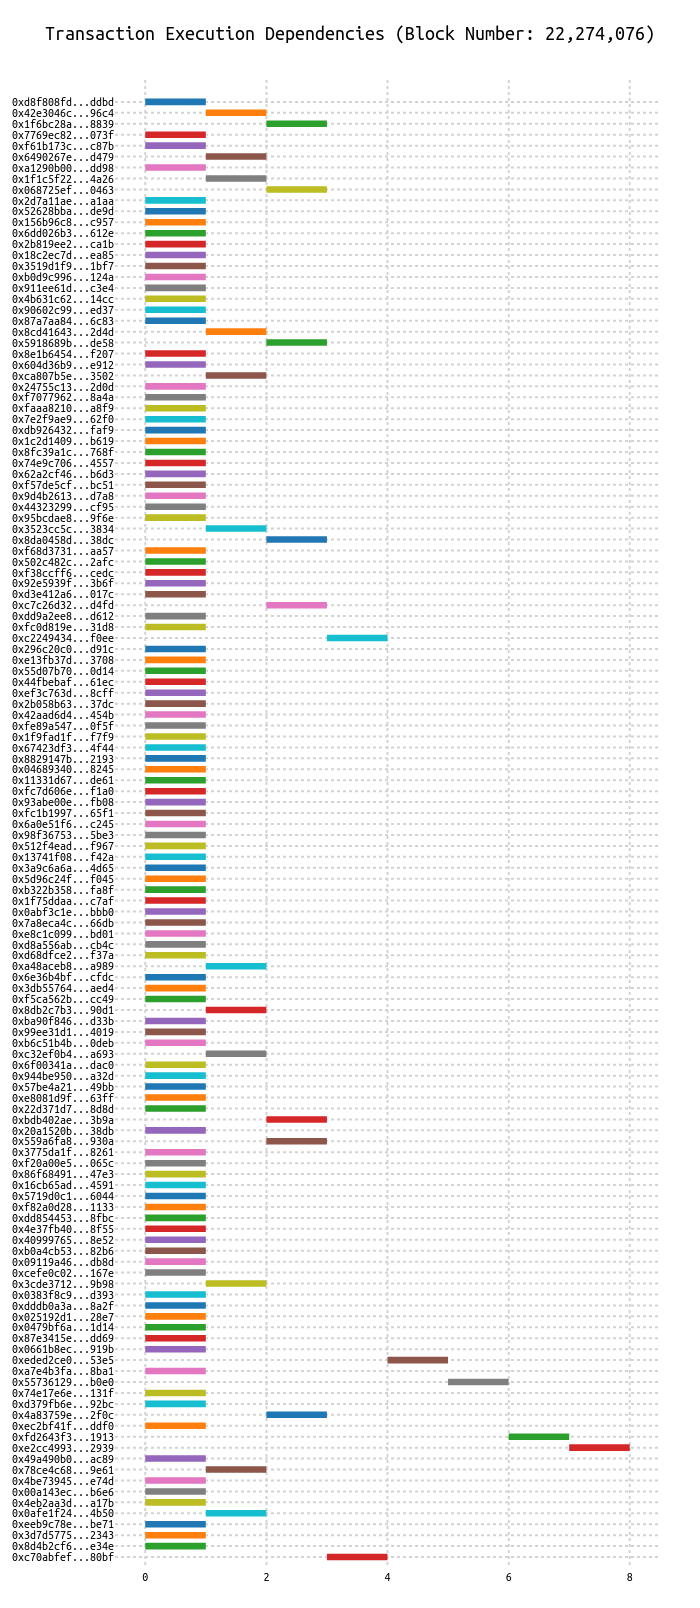 Transaction Execution Dependencies (Block Number: 22,274,076)
0xd8f808fd...ddbd
0x42e3046c...96c4
0x1f6bc28a...8839
0x7769ec82...073f
0xf61b173c...c87b
0x6490267e...d479
0xa1290b00...dd98
0x1f1c5f22...4a26
0x068725ef...0463
0x2d7a11ae...a1aa
0x52628bba...de9d
0x156b96c8...c957
0x6dd026b3...612e
0x2b819ee2...ca1b
0x18c2ec7d...ea85
0x3519d1f9...1bf7
0xb0d9c996...124a
0x911ee61d...c3e4
0x4b631c62...14cc
0x90602c99...ed37
0x87a7aa84...6c83
0x8cd41643...2d4d
0x5918689b...de58
0x8e1b6454...f207
0x604d36b9...e912
0xca807b5e...3502
0x24755c13...2d0d
0xf7077962...8a4a
0xfaaa8210...a8f9
0x7e2f9ae9...62f0
0xdb926432...faf9
0x1c2d1409...b619
0x8fc39a1c...768f
0x74e9c706...4557
0x62a2cf46...b6d3
0xf57de5cf...bc51
0x9d4b2613...d7a8
0x44323299...cf95
0x95bcdae8...9f6e
0x3523cc5c...3834
0x8da0458d...38dc
0xf68d3731...aa57
0x502c482c...2afc
0xf38ccff6...cedc
0x92e5939f...3b6f
0xd3e412a6...017c
0xc7c26d32...d4fd
0xdd9a2ee8...d612
0xfc0d819e...31d8
0xc2249434...f0ee
0x296c20c0...d91c
0xe13fb37d...3708
0x55d07b70...0d14
0x44fbebaf...61ec
0xef3c763d...8cff
0x2b058b63...37dc
0x42aad6d4...454b
0xfe89a547...0f5f
0x1f9fad1f...f7f9
0x67423df3...4f44
0x8829147b...2193
0x04689340...8245
0x11331d67...de61
0xfc7d606e...f1a0
0x93abe00e...fb08
0xfc1b1997...65f1
0x6a0e51f6...c245
0x98f36753...5be3
0x512f4ead...f967
0x13741f08...f42a
0x3a9c6a6a...4d65
0x5d96c24f...f045
0xb322b358...fa8f
0x1f75ddaa...c7af
0x0abf3c1e...bbb0
0x7a8eca4c...66db
0xe8c1c099...bd01
0xd8a556ab...cb4c
0xd68dfce2...f37a
0xa48aceb8...a989
0x6e36b4bf...cfdc
0x3db55764...aed4
0xf5ca562b...cc49
0x8db2c7b3...90d1
0xba90f846...d33b
0x99ee31d1...4019
0xb6c51b4b...0deb
0xc32ef0b4...a693
0x6f00341a...dac0
0x944be950...a32d
0x57be4a21...49bb
0xe8081d9f...63ff
0x22d371d7...8d8d
0xbdb402ae...3b9a
0x20a1520b...38db
0x559a6fa8...930a
0x3775da1f...8261
0xf20a00e5...065c
0x86f68491...47e3
0x16cb65ad...4591
0x5719d0c1...6044
0xf82a0d28...1133
0xdd854453...8fbc
0x4e37fb40...8f55
0x40999765...8e52
0xb0a4cb53...82b6
0x09119a46...db8d
0xcefe0c02...167e
0x3cde3712...9b98
0x0383f8c9...d393
0xdddb0a3a...8a2f
0x025192d1...28e7
0x0479bf6a...1d14
0x87e3415e...dd69
0x0661b8ec...919b
0xeded2ce0...53e5
0xa7e4b3fa...8ba1
0x55736129...b0e0
0x74e17e6e...131f
0xd379fb6e...92bc
0x4a83759e...2f0c
0xec2bf41f...ddf0
0xfd2643f3...1913
0xe2cc4993...2939
0x49a490b0...ac89
0x78ce4c68...9e61
0x4be73945...e74d
0x00a143ec...b6e6
0x4eb2aa3d...a17b
0x0afe1f24...4b50
0xeeb9c78e...be71
0x3d7d5775...2343
0x8d4b2cf6...e34e
0xc70abfef...80bf
0 2 4 6 8